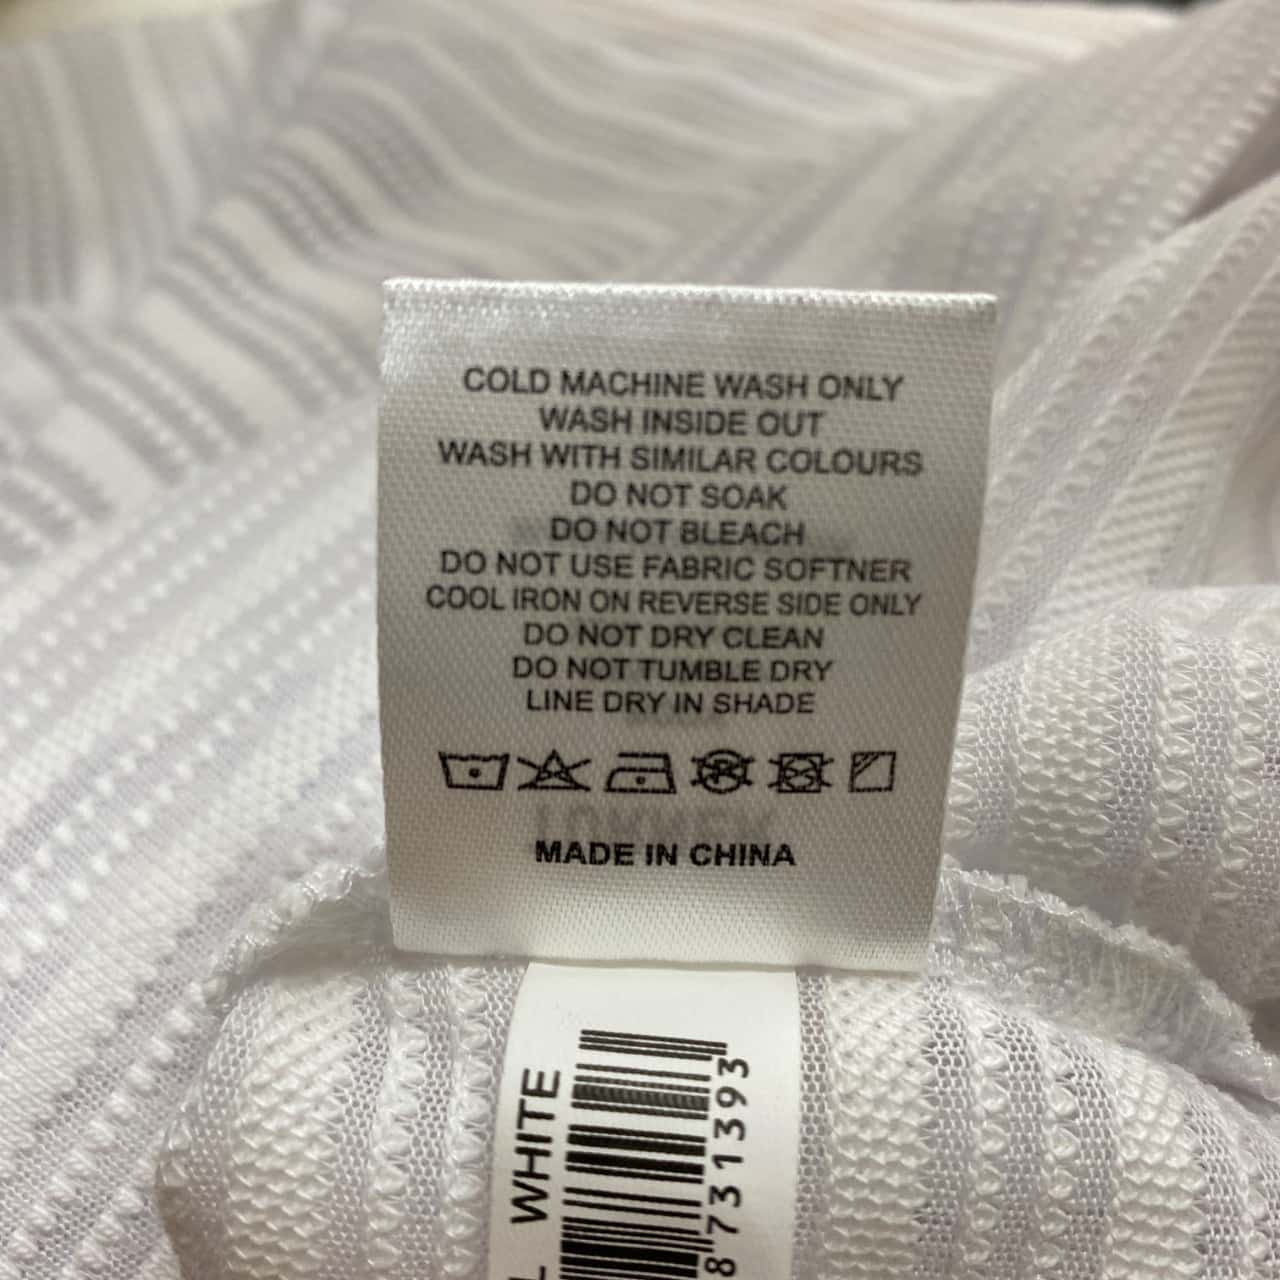 COLD MACHINE WASH ONLY
WASH INSIDE OUT
WASH WITH SIMILAR COLOURS
DO NOT SOAK
DO NOT BLEACH
DO NOT USE FABRIC SOFTNER
COOL IRON ON REVERSE SIDE ONLY
DO NOT DRY CLEAN
DO NOT TUMBLE DRY
LINE DRY IN SHADE
MADE IN CHINA
WHITE
8731393